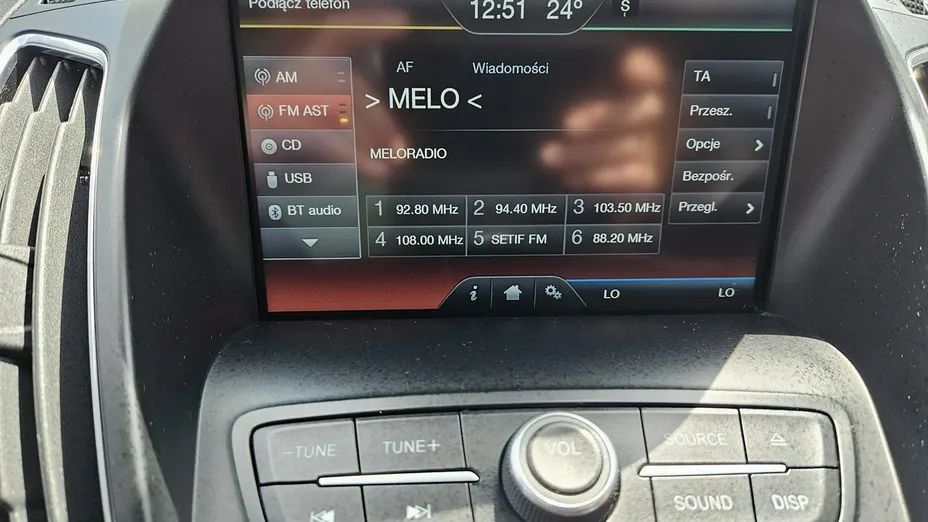 Podłącz telefon
12:51 24° S
AM
FM AST
CD
USB
BT audio
AF Wiadomości
> MELO <
MELORADIO
1 92.80 MHz 2 94.40 MHz 3 103.50 MHz
4 108.00 MHz 5 SETIF FM 6 88.20 MHz
TA
Przesz.
Opcje
Bezpośr.
Przegl.
i
LO LO
-TUNE TUNE+ VOL SOURCE
SOUND DISP